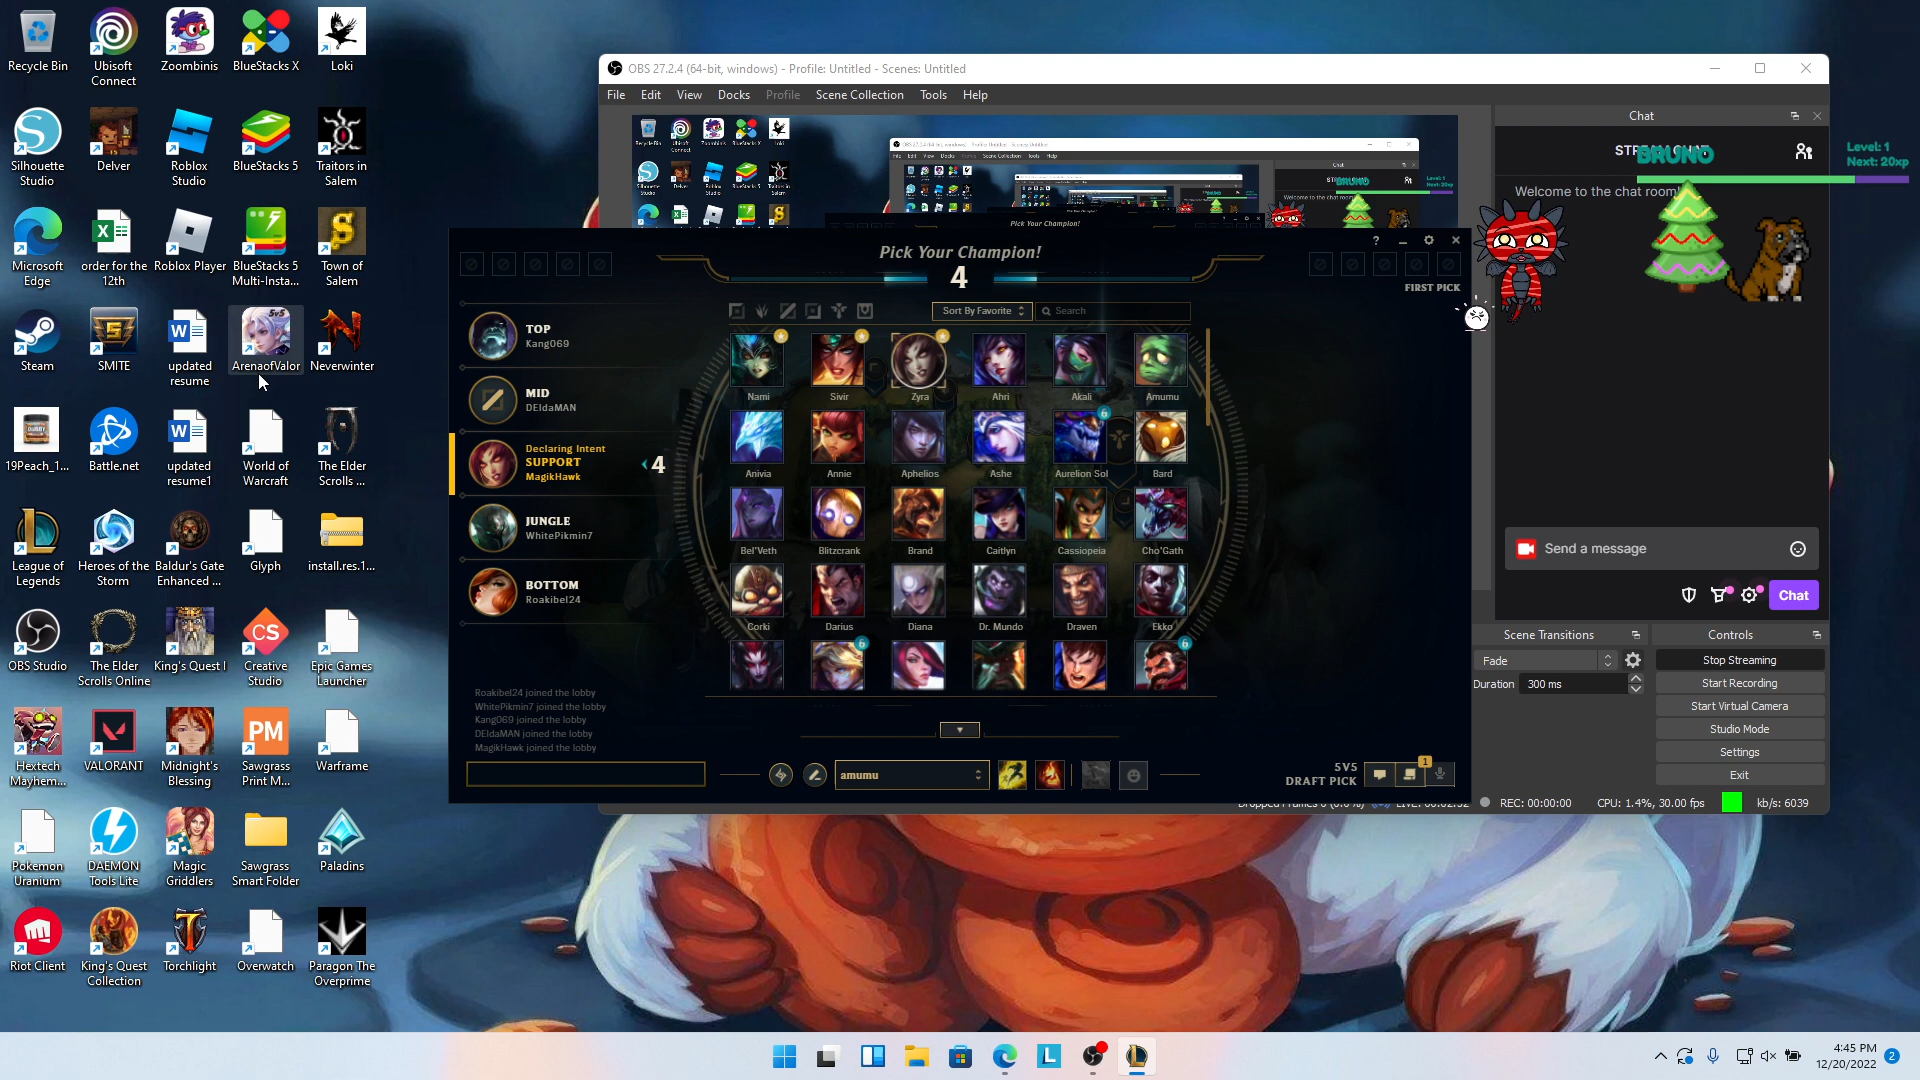 Recycle Bin
Ubisoft
Connect
Zoombinis
BlueStacks X
Loki
Silhouette
Studio
Delver
Roblox
Studio
BlueStacks 5
Traitors in
Salem
Microsoft
Edge
order for the
12th
Roblox Player
BlueStacks 5
Multi-Insta...
Town of
Salem
Steam
SMITE
updated
resume
5v5
ArenaofValor
Neverwinter
19Peach_1...
Battle.net
updated
resume1
World of
Warcraft
The Elder
Scrolls ...
League of
Legends
Heroes of the
Storm
Baldur's Gate
Enhanced ...
Glyph
install.res.1...
OBS Studio
The Elder
Scrolls Online
King's Quest I
CS
Creative
Studio
Epic Games
Launcher
Hextech
Mayhem...
VALORANT
Midnight's
Blessing
PM
Sawgrass
Print M...
Warframe
Pokemon
Uranium
DAEMON
Tools Lite
Magic
Griddlers
Sawgrass
Smart Folder
Paladins
Riot Client
King's Quest
Collection
Torchlight
Overwatch
Paragon The
Overprime
OBS 27.2.4 (64-bit, windows) - Profile: Untitled - Scenes: Untitled
File Edit View Docks Profile Scene Collection Tools Help
Chat
BRUNO
Level: 1
Next: 20xp
Welcome to the chat room!
Send a message
Chat
Scene Transitions
Fade
Duration 300 ms
Controls
Stop Streaming
Start Recording
Start Virtual Camera
Studio Mode
Settings
Exit
REC: 00:00:00
CPU: 1.4%, 30.00 fps
kb/s: 6039
Pick Your Champion!
4
FIRST PICK
TOP
Kang069
MID
DEIdaMAN
Declaring Intent
SUPPORT
MagikHawk
4
JUNGLE
WhitePikmin7
BOTTOM
Roakibel24
Sort By Favorite
Search
Nami Sivir Zyra Ahri Akali Amumu
6
Anivia Annie Aphelios Ashe Aurelion Sol Bard
Bel'Veth Blitzcrank Brand Caitlyn Cassiopeia Cho'Gath
Corki Darius Diana Dr. Mundo Draven Ekko
6 6
Roakibel24 joined the lobby
WhitePikmin7 joined the lobby
Kang069 joined the lobby
DEIdaMAN joined the lobby
MagikHawk joined the lobby
amumu
5V5
DRAFT PICK
1
4:45 PM
12/20/2022
2